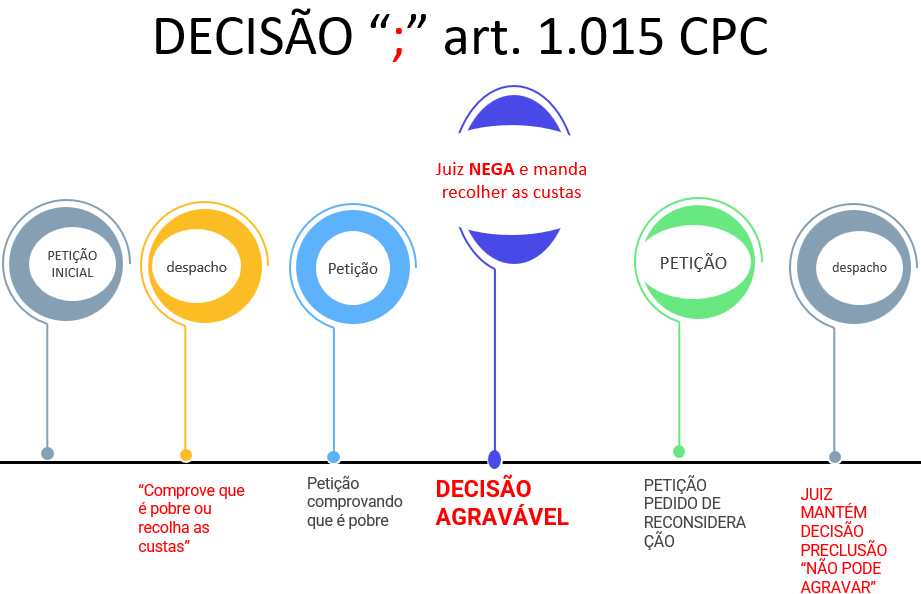 DECISÃO “;” art. 1.015 CPC
Juiz NEGA e manda
recolher as custas
PETIÇÃO
INICIAL
despacho
Petição
PETIÇÃO
despacho
“Comprove que
é pobre ou
recolha as
custas”
Petição
comprovando
que é pobre
DECISÃO
AGRAVÁVEL
PETIÇÃO
PEDIDO DE
RECONSIDERA
ÇÃO
JUIZ
MANTÉM
DECISÃO
PRECLUSÃO
“NÃO PODE
AGRAVAR”